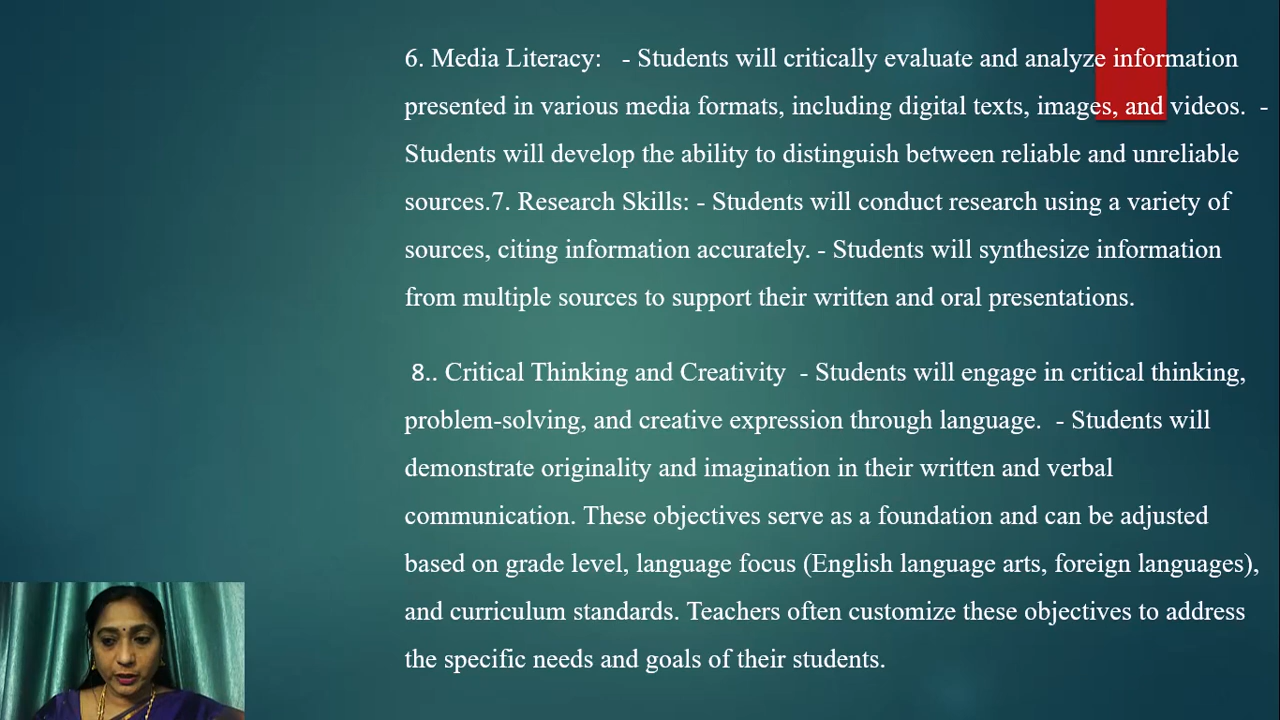 6. Media Literacy:   - Students will critically evaluate and analyze information
presented in various media formats, including digital texts, images, and videos.  -
Students will develop the ability to distinguish between reliable and unreliable
sources.7. Research Skills: - Students will conduct research using a variety of
sources, citing information accurately. - Students will synthesize information
from multiple sources to support their written and oral presentations.
8.. Critical Thinking and Creativity  - Students will engage in critical thinking,
problem-solving, and creative expression through language.  - Students will
demonstrate originality and imagination in their written and verbal
communication. These objectives serve as a foundation and can be adjusted
based on grade level, language focus (English language arts, foreign languages),
and curriculum standards. Teachers often customize these objectives to address
the specific needs and goals of their students.